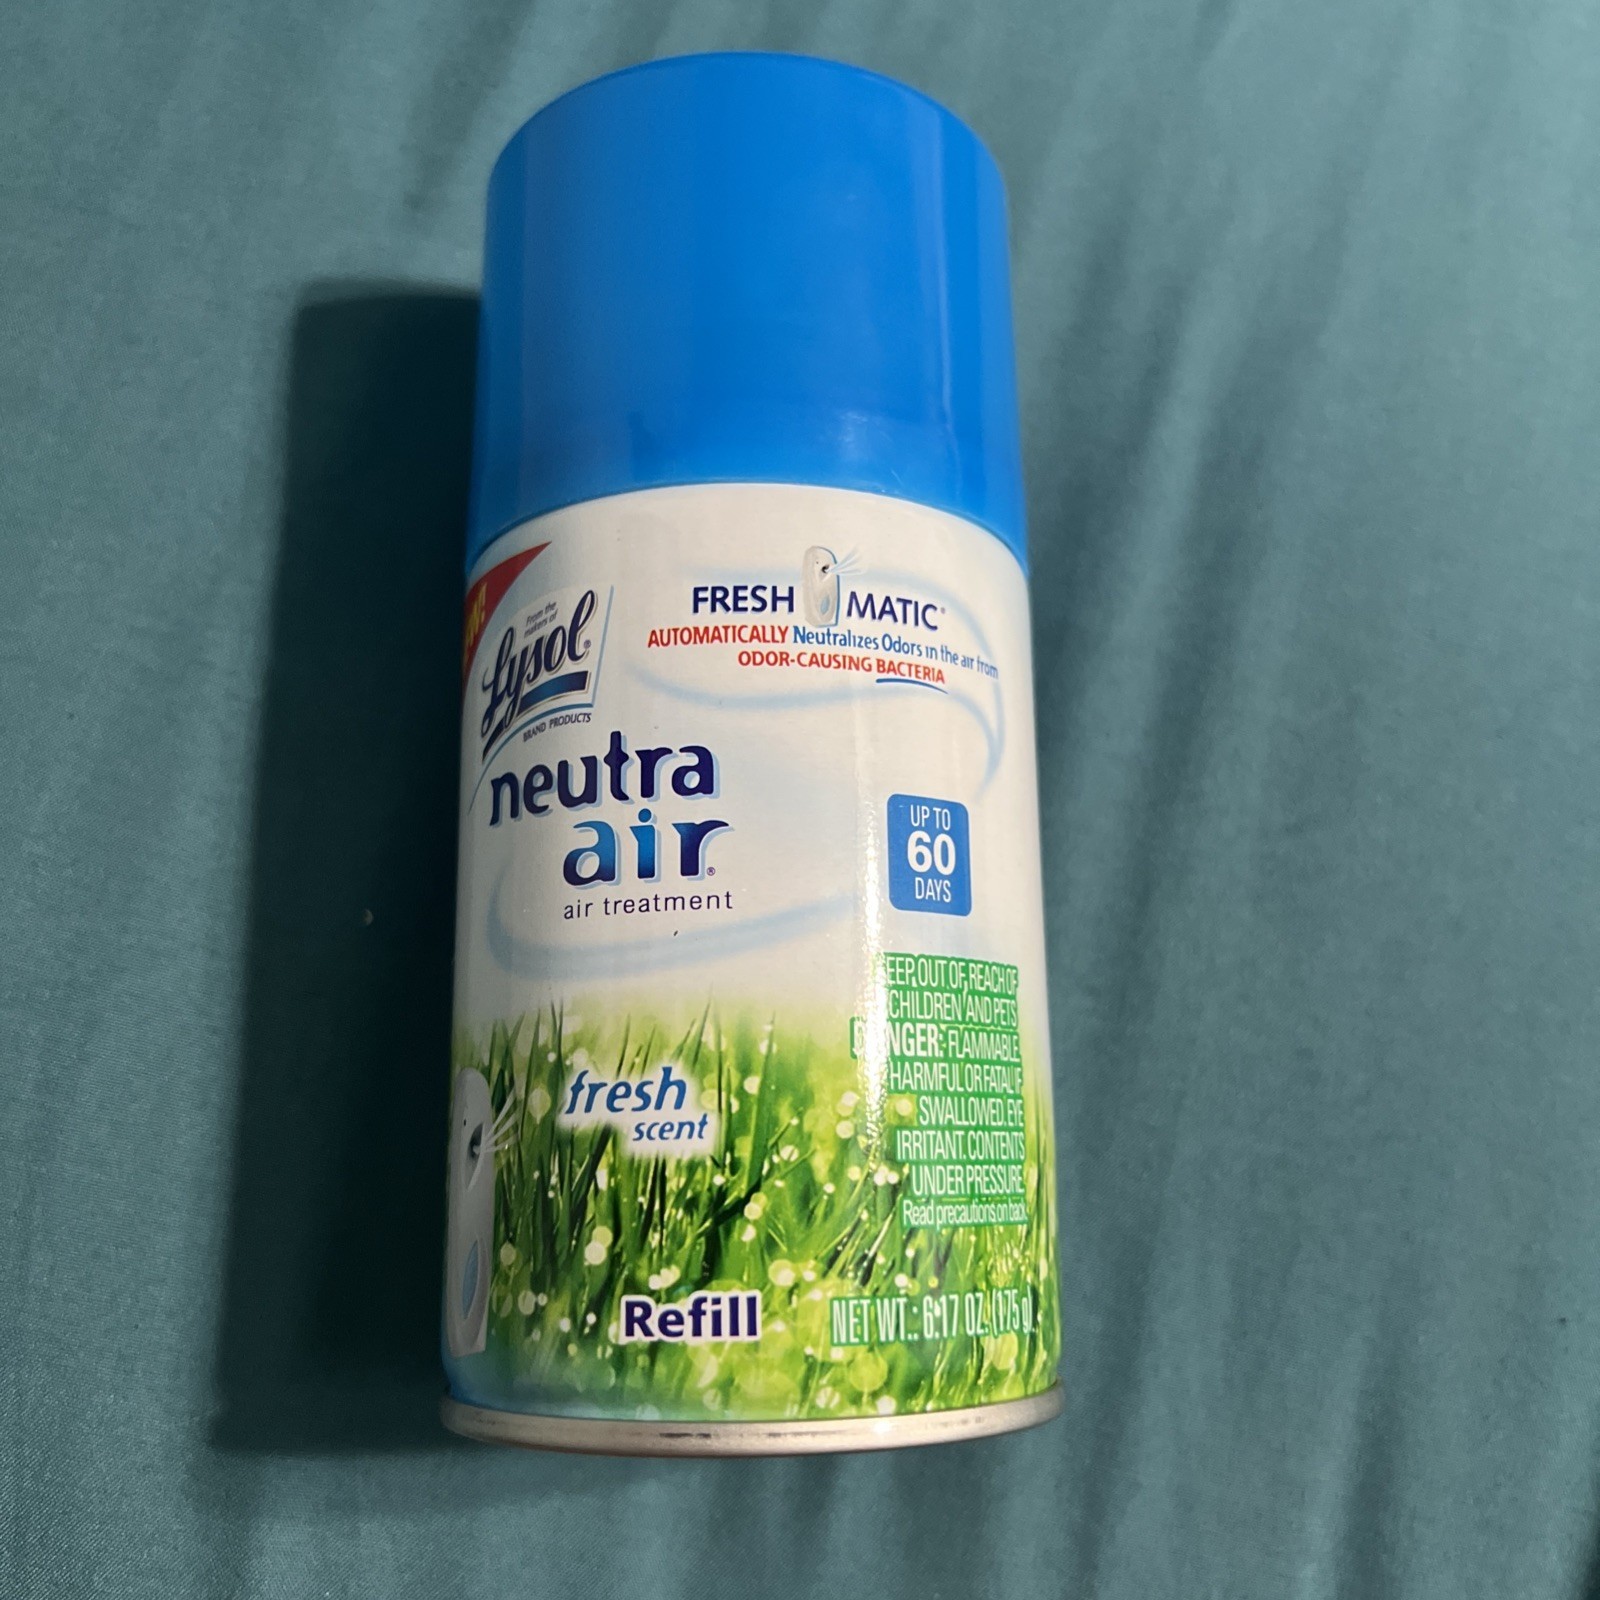 From the
makers of
Lysol®
BRAND PRODUCTS
FRESH MATIC®
AUTOMATICALLY Neutralizes Odors in the air from
ODOR-CAUSING BACTERIA
neutra
air®
air treatment
UP TO
60
DAYS
EEP OUT OF REACH OF
CHILDREN AND PETS
DANGER: FLAMMABLE.
HARMFUL OR FATAL IF
SWALLOWED. EYE
IRRITANT. CONTENTS
UNDER PRESSURE.
Read precautions on back.
fresh
scent
Refill
NET WT.: 6.17 OZ. (175 g)